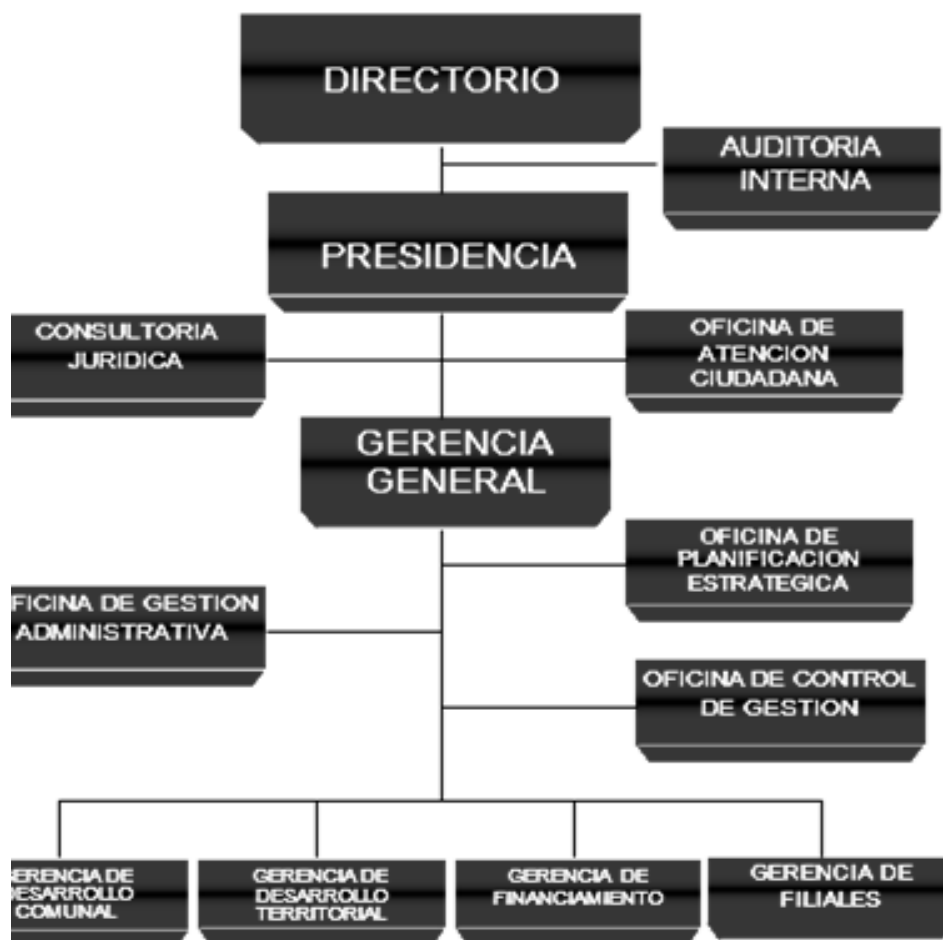 DIRECTORIO
AUDITORIA
INTERNA
PRESIDENCIA
CONSULTORIA
JURIDICA
OFICINA DE
ATENCION
CIUDADANA
GERENCIA
GENERAL
OFICINA DE
PLANIFICACION
ESTRATEGICA
FICINA DE GESTION
ADMINISTRATIVA
OFICINA DE CONTROL
DE GESTION
GERENCIA DE
DESARROLLO
COMUNAL
GERENCIA DE
DESARROLLO
TERRITORIAL
GERENCIA DE
FINANCIAMIENTO
GERENCIA DE
FILIALES